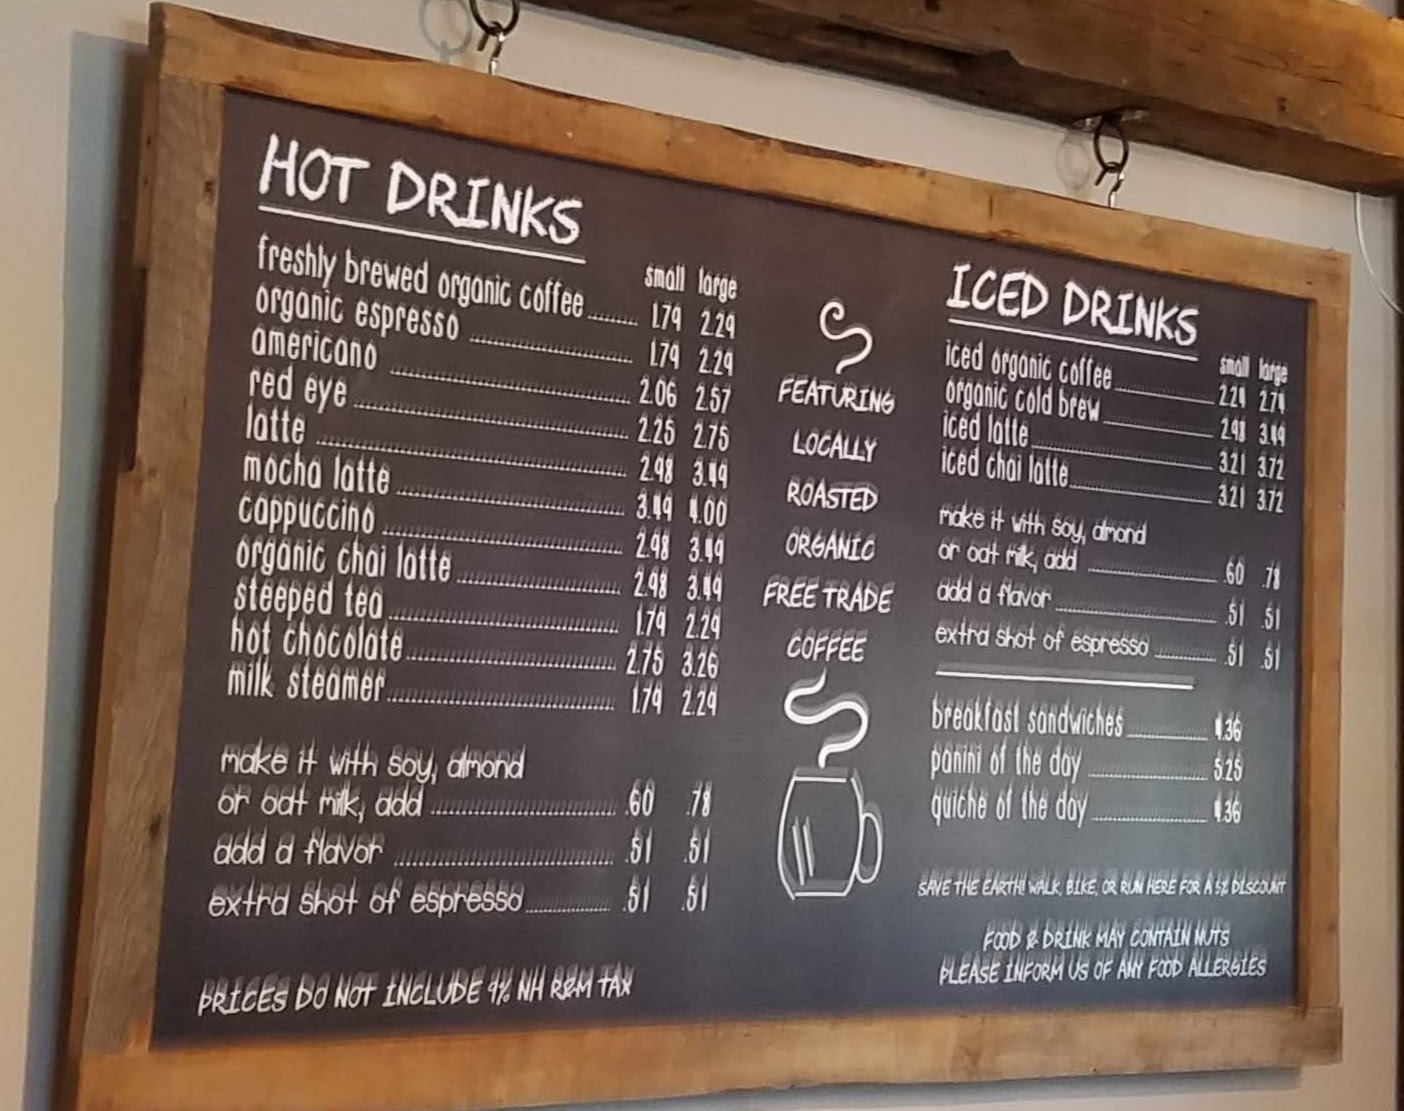 HOT DRINKS
small large
freshly brewed organic coffee ........ 1.79 2.29
organic espresso ........ 1.79 2.29
americano ........ 2.06 2.57
red eye ........ 2.25 2.75
latte ........ 2.98 3.49
mocha latte ........ 3.49 4.00
cappuccino ........ 2.98 3.49
organic chai latte ........ 2.98 3.49
steeped tea ........ 1.79 2.29
hot chocolate ........ 2.75 3.26
milk steamer ........ 1.79 2.29
make it with soy, almond
or oat milk, add ........ .60 .78
add a flavor ........ .51 .51
extra shot of espresso ........ .51 .51
PRICES DO NOT INCLUDE 9% NH R&M TAX
FEATURING
LOCALLY
ROASTED
ORGANIC
FREE TRADE
COFFEE
ICED DRINKS
small large
iced organic coffee ........ 2.29 2.79
organic cold brew ........ 2.98 3.49
iced latte ........ 3.21 3.72
iced chai latte ........ 3.21 3.72
make it with soy, almond
or oat milk, add ........ .60 .78
add a flavor ........ .51 .51
extra shot of espresso ........ .51 .51
breakfast sandwiches ........ 4.36
panini of the day ........ 5.25
quiche of the day ........ 4.36
SAVE THE EARTH! WALK, BIKE, OR RUN HERE FOR A 5% DISCOUNT
FOOD & DRINK MAY CONTAIN NUTS
PLEASE INFORM US OF ANY FOOD ALLERGIES